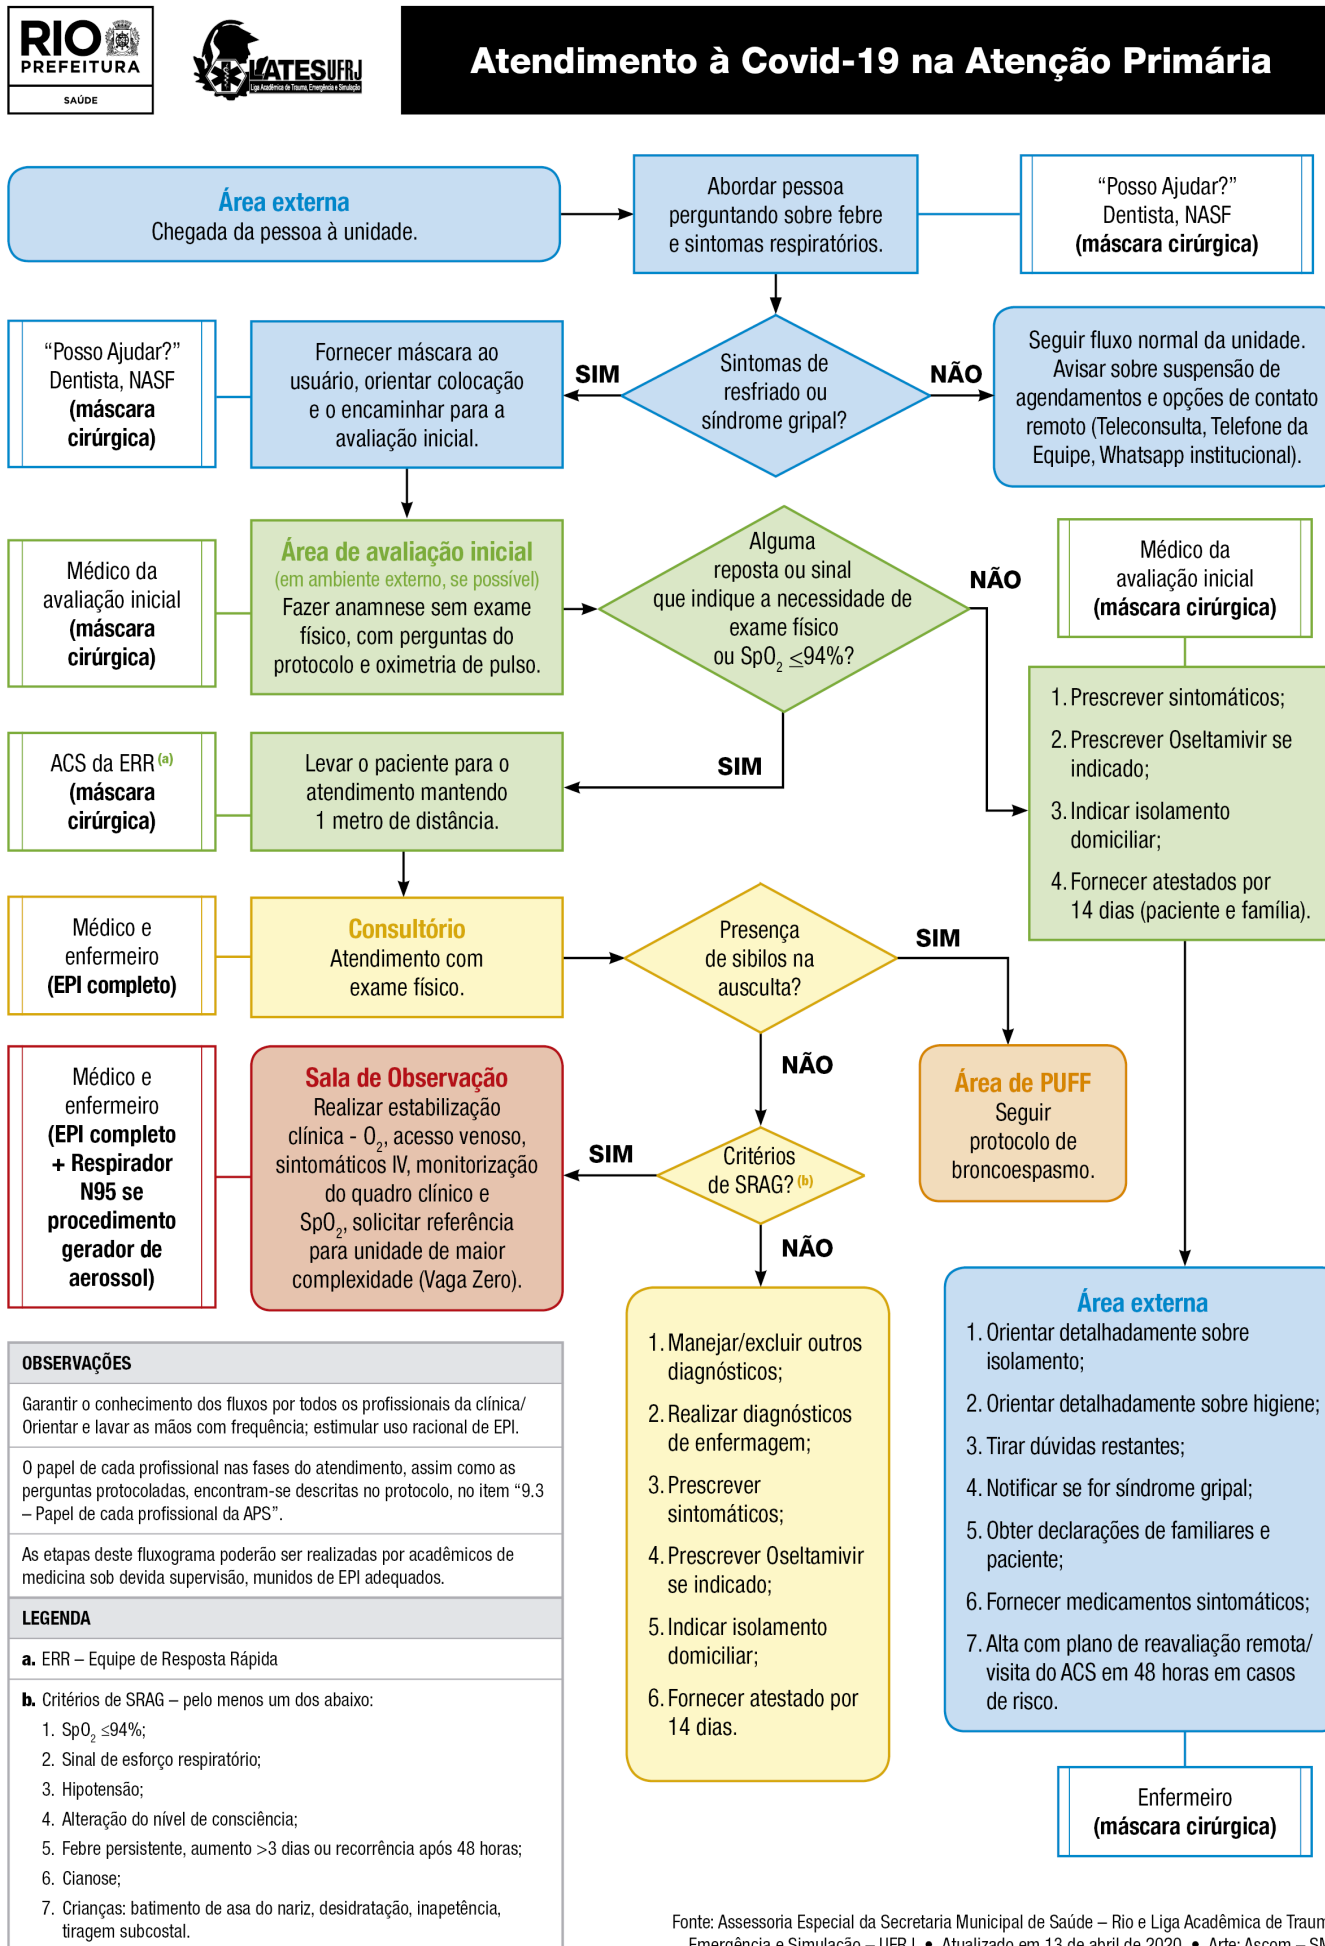 RIO
PREFEITURA
SAÚDE
LATES UFRJ
Liga Acadêmica de Trauma, Emergência e Simulação
Atendimento à Covid-19 na Atenção Primária
Área externa
Chegada da pessoa à unidade.
Abordar pessoa
perguntando sobre febre
e sintomas respiratórios.
“Posso Ajudar?”
Dentista, NASF
(máscara cirúrgica)
“Posso Ajudar?”
Dentista, NASF
(máscara
cirúrgica)
Fornecer máscara ao
usuário, orientar colocação
e o encaminhar para a
avaliação inicial.
SIM
Sintomas de
resfriado ou
síndrome gripal?
NÃO
Seguir fluxo normal da unidade.
Avisar sobre suspensão de
agendamentos e opções de contato
remoto (Teleconsulta, Telefone da
Equipe, Whatsapp institucional).
Médico da
avaliação inicial
(máscara
cirúrgica)
Área de avaliação inicial
(em ambiente externo, se possível)
Fazer anamnese sem exame
físico, com perguntas do
protocolo e oximetria de pulso.
Alguma
reposta ou sinal
que indique a necessidade de
exame físico
ou SpO2 ≤94%?
NÃO
Médico da
avaliação inicial
(máscara cirúrgica)
1. Prescrever sintomáticos;
2. Prescrever Oseltamivir se
indicado;
3. Indicar isolamento
domiciliar;
4. Fornecer atestados por
14 dias (paciente e família).
ACS da ERR (a)
(máscara
cirúrgica)
Levar o paciente para o
atendimento mantendo
1 metro de distância.
SIM
Médico e
enfermeiro
(EPI completo)
Consultório
Atendimento com
exame físico.
Presença
de sibilos na
ausculta?
SIM
NÃO
Área de PUFF
Seguir
protocolo de
broncoespasmo.
Médico e
enfermeiro
(EPI completo
+ Respirador
N95 se
procedimento
gerador de
aerossol)
Sala de Observação
Realizar estabilização
clínica - O2, acesso venoso,
sintomáticos IV, monitorização
do quadro clínico e
SpO2, solicitar referência
para unidade de maior
complexidade (Vaga Zero).
SIM
Critérios
de SRAG? (b)
NÃO
1. Manejar/excluir outros
diagnósticos;
2. Realizar diagnósticos
de enfermagem;
3. Prescrever
sintomáticos;
4. Prescrever Oseltamivir
se indicado;
5. Indicar isolamento
domiciliar;
6. Fornecer atestado por
14 dias.
Área externa
1. Orientar detalhadamente sobre
isolamento;
2. Orientar detalhadamente sobre higiene;
3. Tirar dúvidas restantes;
4. Notificar se for síndrome gripal;
5. Obter declarações de familiares e
paciente;
6. Fornecer medicamentos sintomáticos;
7. Alta com plano de reavaliação remota/
visita do ACS em 48 horas em casos
de risco.
Enfermeiro
(máscara cirúrgica)
OBSERVAÇÕES
Garantir o conhecimento dos fluxos por todos os profissionais da clínica/
Orientar e lavar as mãos com frequência; estimular uso racional de EPI.
O papel de cada profissional nas fases do atendimento, assim como as
perguntas protocoladas, encontram-se descritas no protocolo, no item “9.3
– Papel de cada profissional da APS”.
As etapas deste fluxograma poderão ser realizadas por acadêmicos de
medicina sob devida supervisão, munidos de EPI adequados.
LEGENDA
a. ERR – Equipe de Resposta Rápida
b. Critérios de SRAG – pelo menos um dos abaixo:
1. SpO2 ≤94%;
2. Sinal de esforço respiratório;
3. Hipotensão;
4. Alteração do nível de consciência;
5. Febre persistente, aumento >3 dias ou recorrência após 48 horas;
6. Cianose;
7. Crianças: batimento de asa do nariz, desidratação, inapetência,
tiragem subcostal.
Fonte: Assessoria Especial da Secretaria Municipal de Saúde – Rio e Liga Acadêmica de Traum
Emergência e Simulação – UFRJ • Atualizado em 13 de abril de 2020 • Arte: Ascom – SM